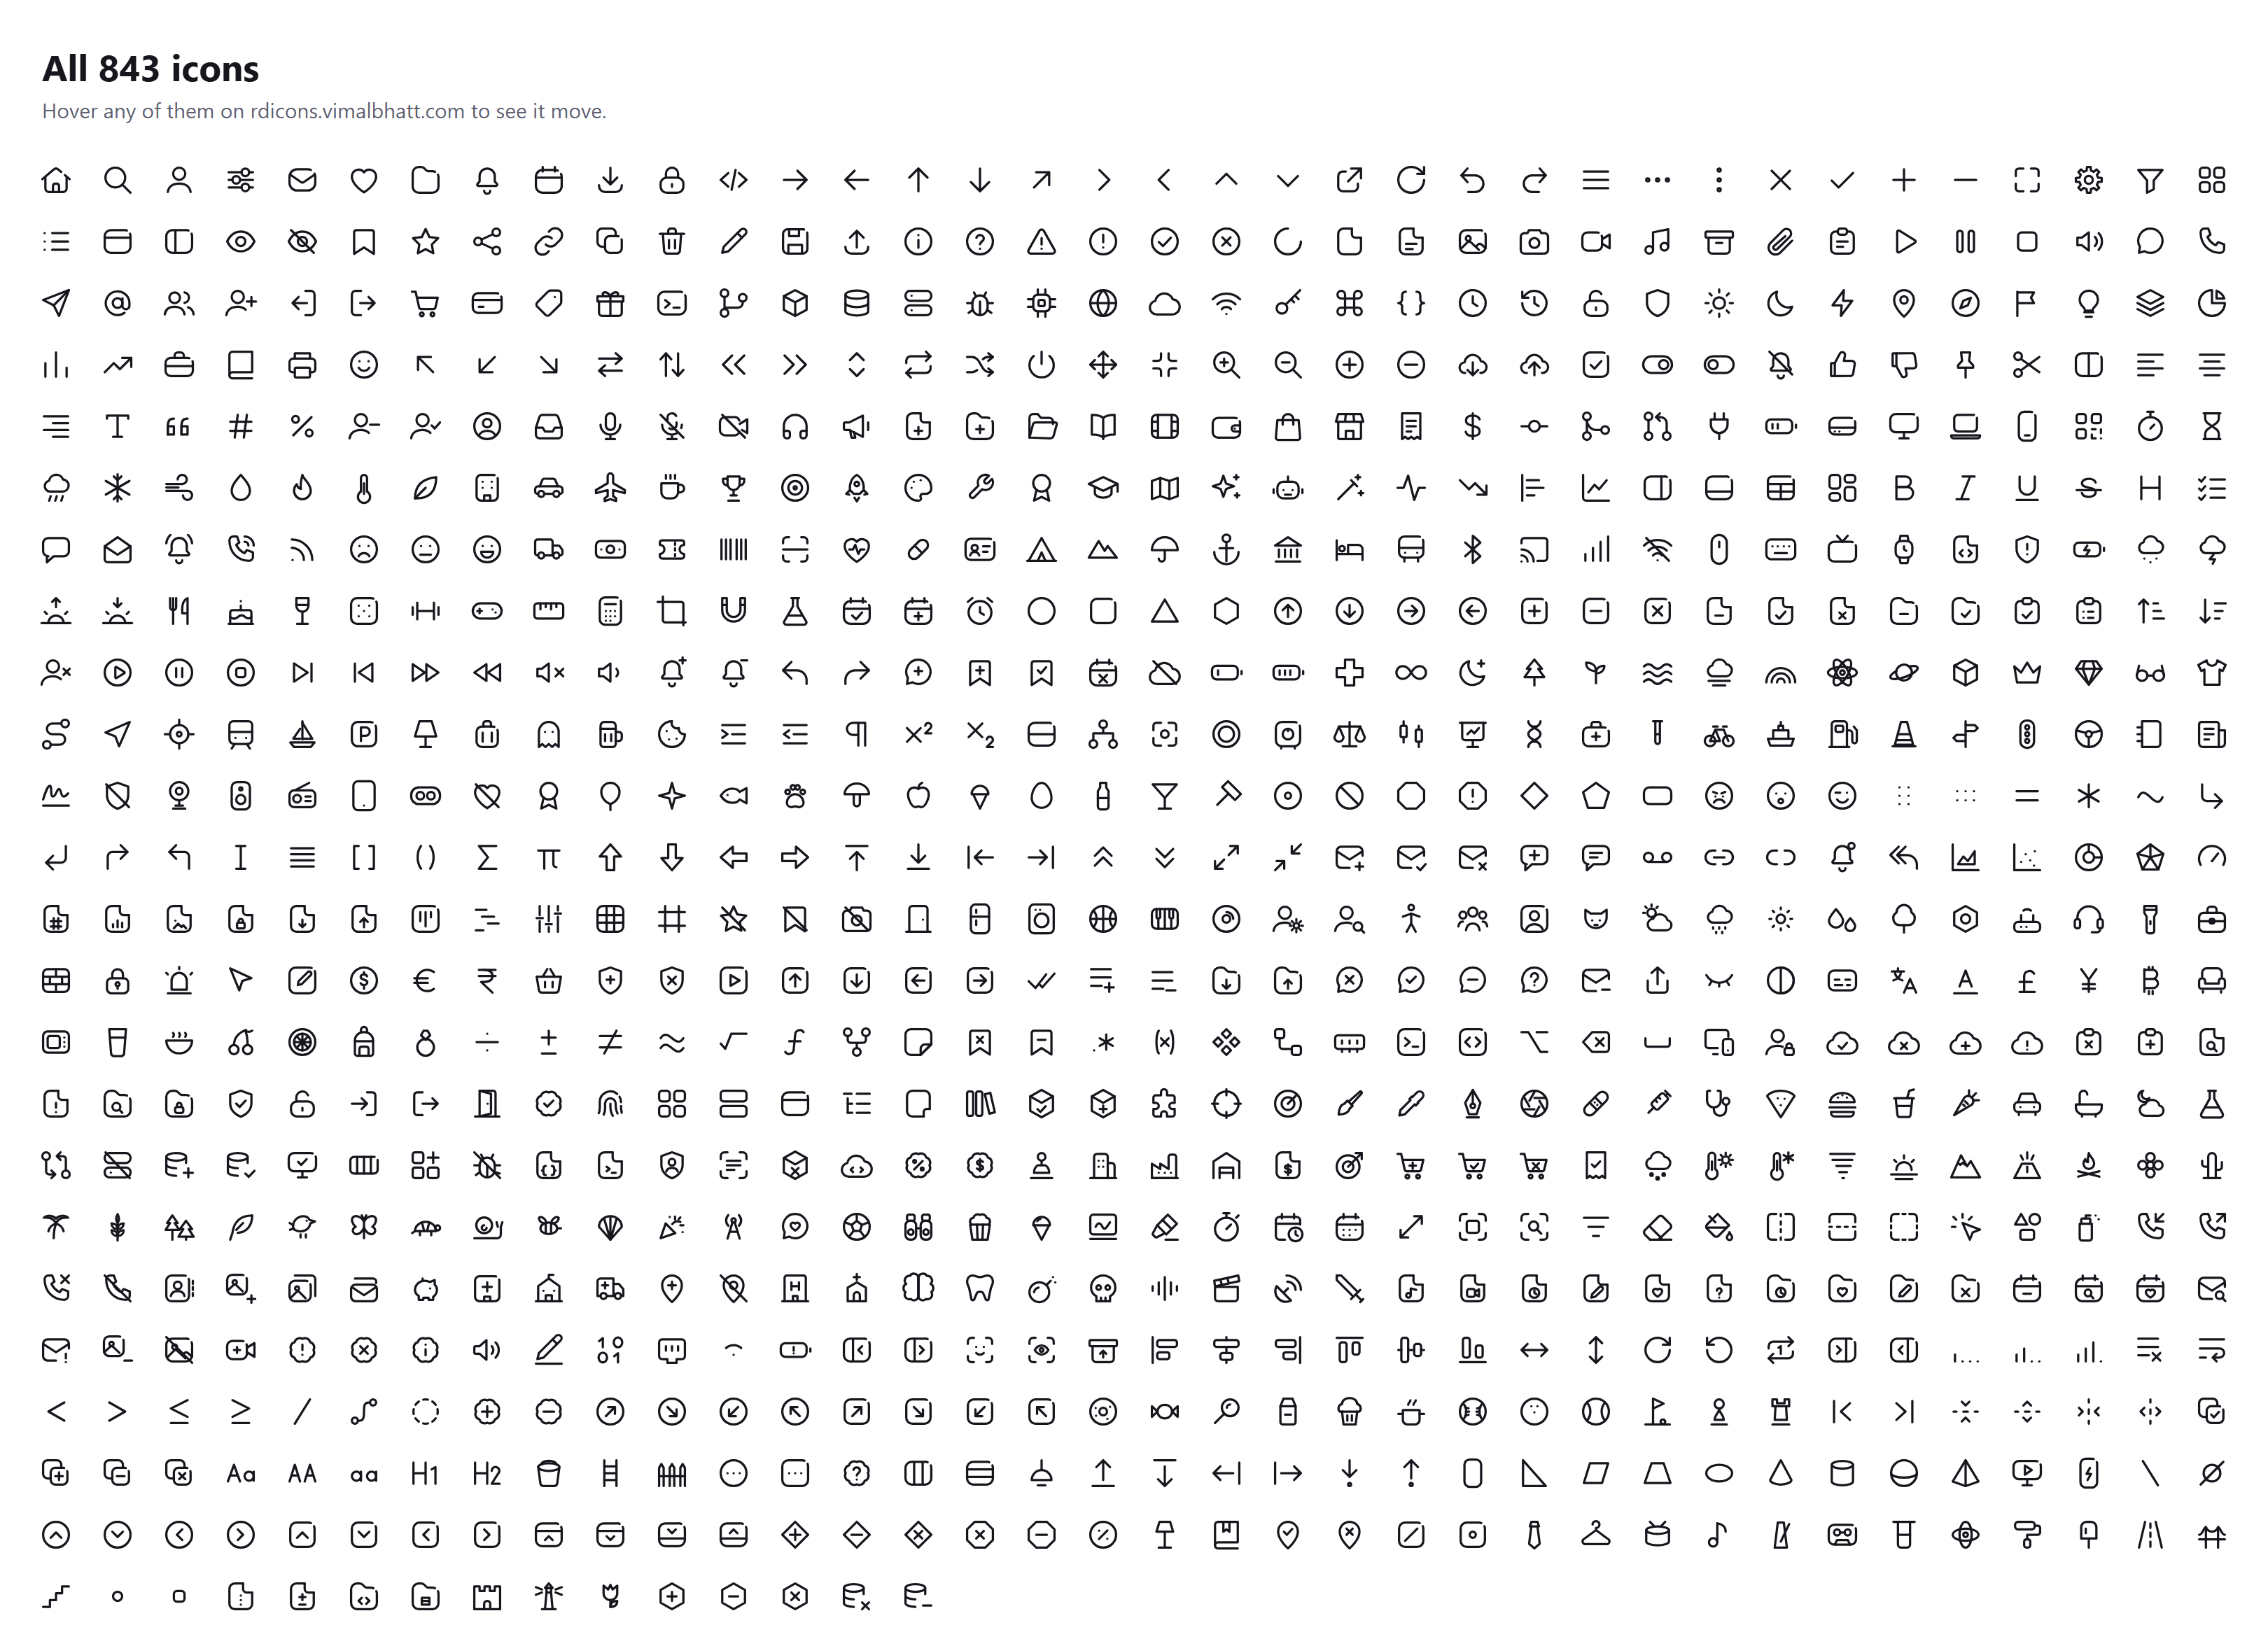 All 843 icons
Hover any of them on rdicons.vimalbhatt.com to see it move.